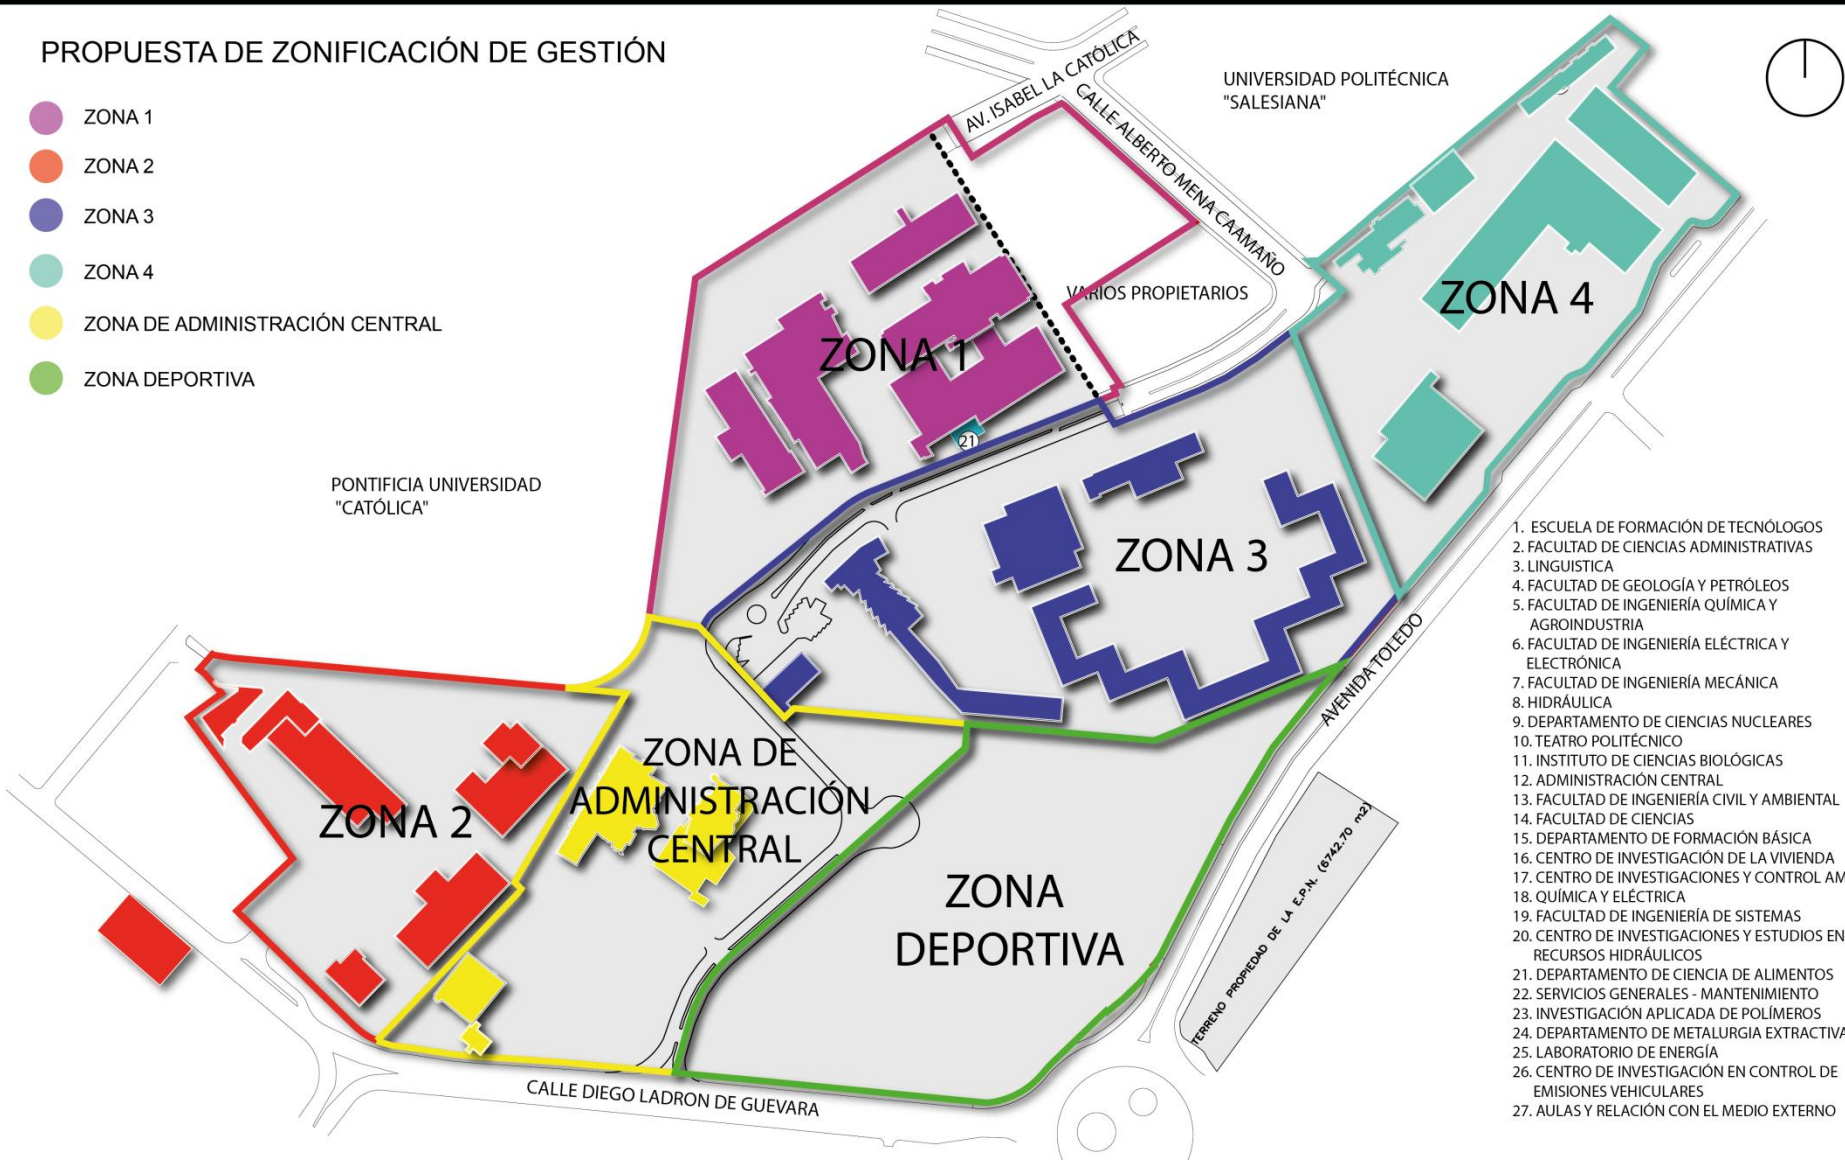 PROPUESTA DE ZONIFICACIÓN DE GESTIÓN
ZONA 1
ZONA 2
ZONA 3
ZONA 4
ZONA DE ADMINISTRACIÓN CENTRAL
ZONA DEPORTIVA
AV. ISABEL LA CATÓLICA
CALLE ALBERTO MENA CAAMAÑO
UNIVERSIDAD POLITÉCNICA
"SALESIANA"
VARIOS PROPIETARIOS
ZONA 4
ZONA 1
21
PONTIFICIA UNIVERSIDAD
"CATÓLICA"
ZONA 3
AVENIDA TOLEDO
ZONA DE
ADMINISTRACIÓN
CENTRAL
ZONA 2
ZONA
DEPORTIVA
TERRENO PROPIEDAD DE LA E.P.N. (6742.70 m2)
CALLE DIEGO LADRON DE GUEVARA
1. ESCUELA DE FORMACIÓN DE TECNÓLOGOS
2. FACULTAD DE CIENCIAS ADMINISTRATIVAS
3. LINGUISTICA
4. FACULTAD DE GEOLOGÍA Y PETRÓLEOS
5. FACULTAD DE INGENIERÍA QUÍMICA Y
AGROINDUSTRIA
6. FACULTAD DE INGENIERÍA ELÉCTRICA Y
ELECTRÓNICA
7. FACULTAD DE INGENIERÍA MECÁNICA
8. HIDRÁULICA
9. DEPARTAMENTO DE CIENCIAS NUCLEARES
10. TEATRO POLITÉCNICO
11. INSTITUTO DE CIENCIAS BIOLÓGICAS
12. ADMINISTRACIÓN CENTRAL
13. FACULTAD DE INGENIERÍA CIVIL Y AMBIENTAL
14. FACULTAD DE CIENCIAS
15. DEPARTAMENTO DE FORMACIÓN BÁSICA
16. CENTRO DE INVESTIGACIÓN DE LA VIVIENDA
17. CENTRO DE INVESTIGACIONES Y CONTROL AM
18. QUÍMICA Y ELÉCTRICA
19. FACULTAD DE INGENIERÍA DE SISTEMAS
20. CENTRO DE INVESTIGACIONES Y ESTUDIOS EN
RECURSOS HIDRÁULICOS
21. DEPARTAMENTO DE CIENCIA DE ALIMENTOS
22. SERVICIOS GENERALES - MANTENIMIENTO
23. INVESTIGACIÓN APLICADA DE POLÍMEROS
24. DEPARTAMENTO DE METALURGIA EXTRACTIVA
25. LABORATORIO DE ENERGÍA
26. CENTRO DE INVESTIGACIÓN EN CONTROL DE
EMISIONES VEHICULARES
27. AULAS Y RELACIÓN CON EL MEDIO EXTERNO